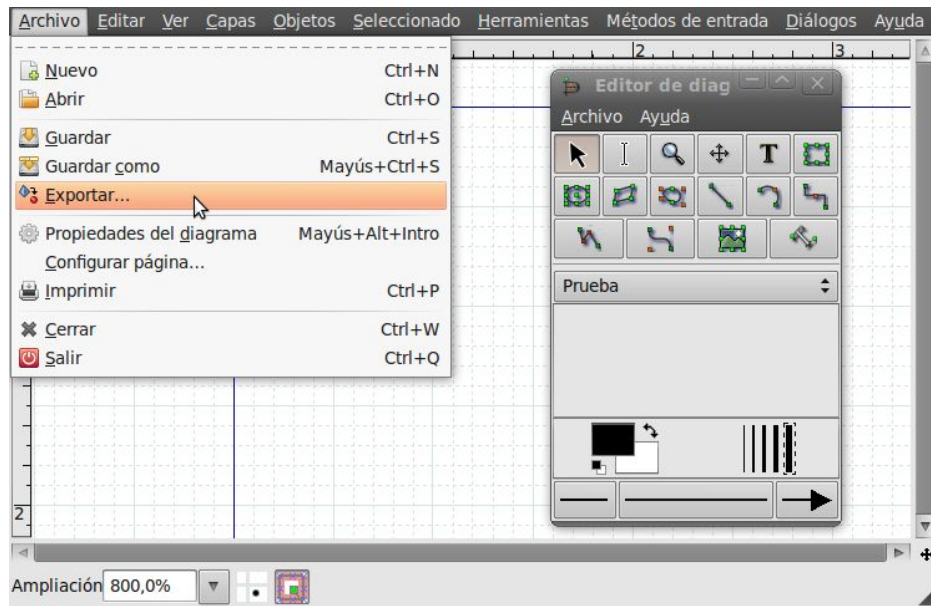 Archivo Editar Ver Capas Objetos Seleccionado Herramientas Métodos de entrada Diálogos Ayuda
2 3
Nuevo Ctrl+N
Abrir Ctrl+O
Guardar Ctrl+S
Guardar como Mayús+Ctrl+S
Exportar...
Propiedades del diagrama Mayús+Alt+Intro
Configurar página...
Imprimir Ctrl+P
Cerrar Ctrl+W
Salir Ctrl+Q
Editor de diag
Archivo Ayuda
T
Prueba
2
Ampliación 800,0%